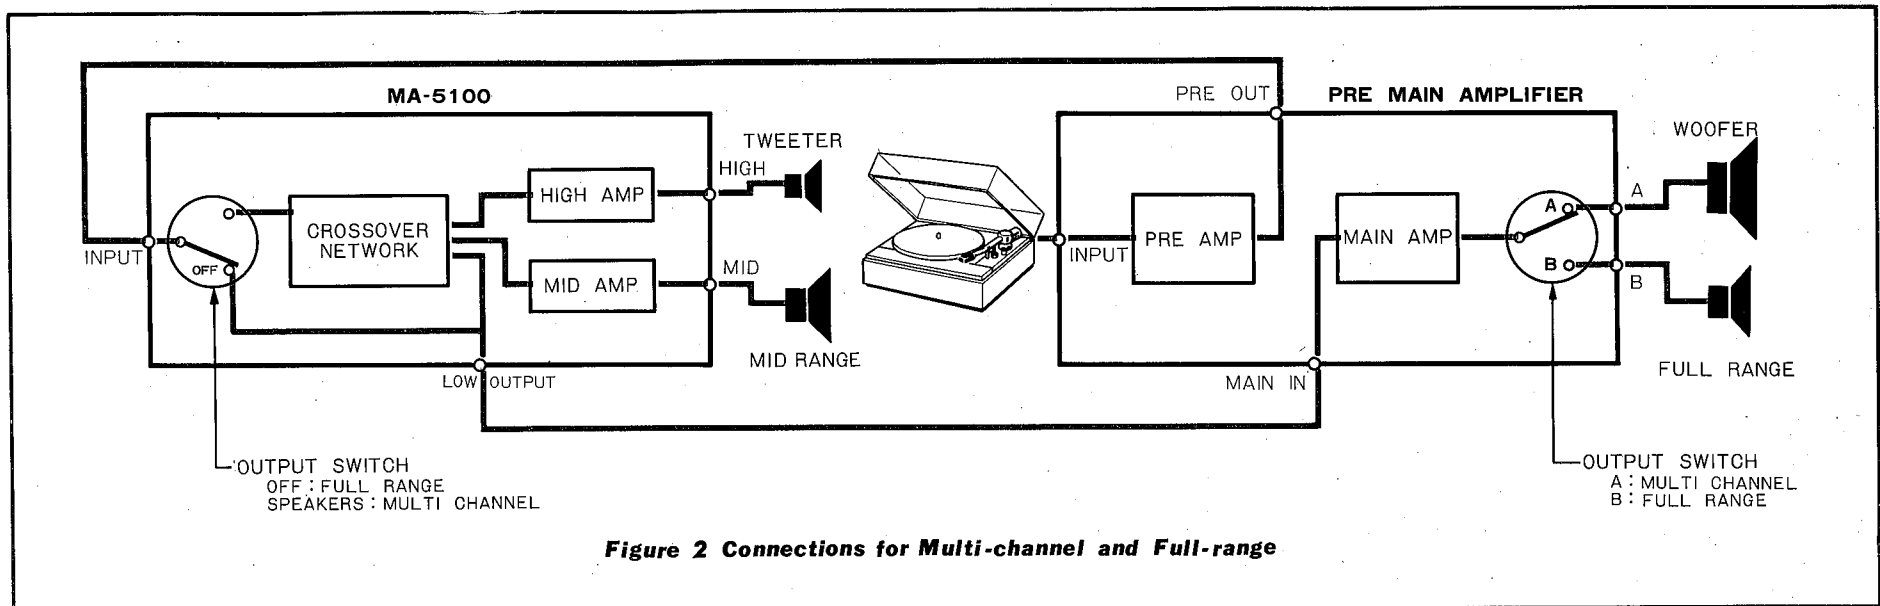 MA-5100
PRE OUT
PRE MAIN AMPLIFIER
WOOFER
TWEETER
HIGH
HIGH AMP
CROSSOVER
NETWORK
INPUT
OFF
MID AMP
MID
MID RANGE
LOW OUTPUT
INPUT
PRE AMP
MAIN AMP
A
A
B
B
FULL RANGE
MAIN IN
OUTPUT SWITCH
OFF : FULL RANGE
SPEAKERS : MULTI CHANNEL
OUTPUT SWITCH
A : MULTI CHANNEL
B : FULL RANGE
Figure 2 Connections for Multi-channel and Full-range